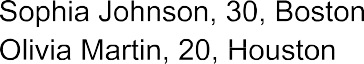 Sophia Johnson, 30, Boston
Olivia Martin, 20, Houston